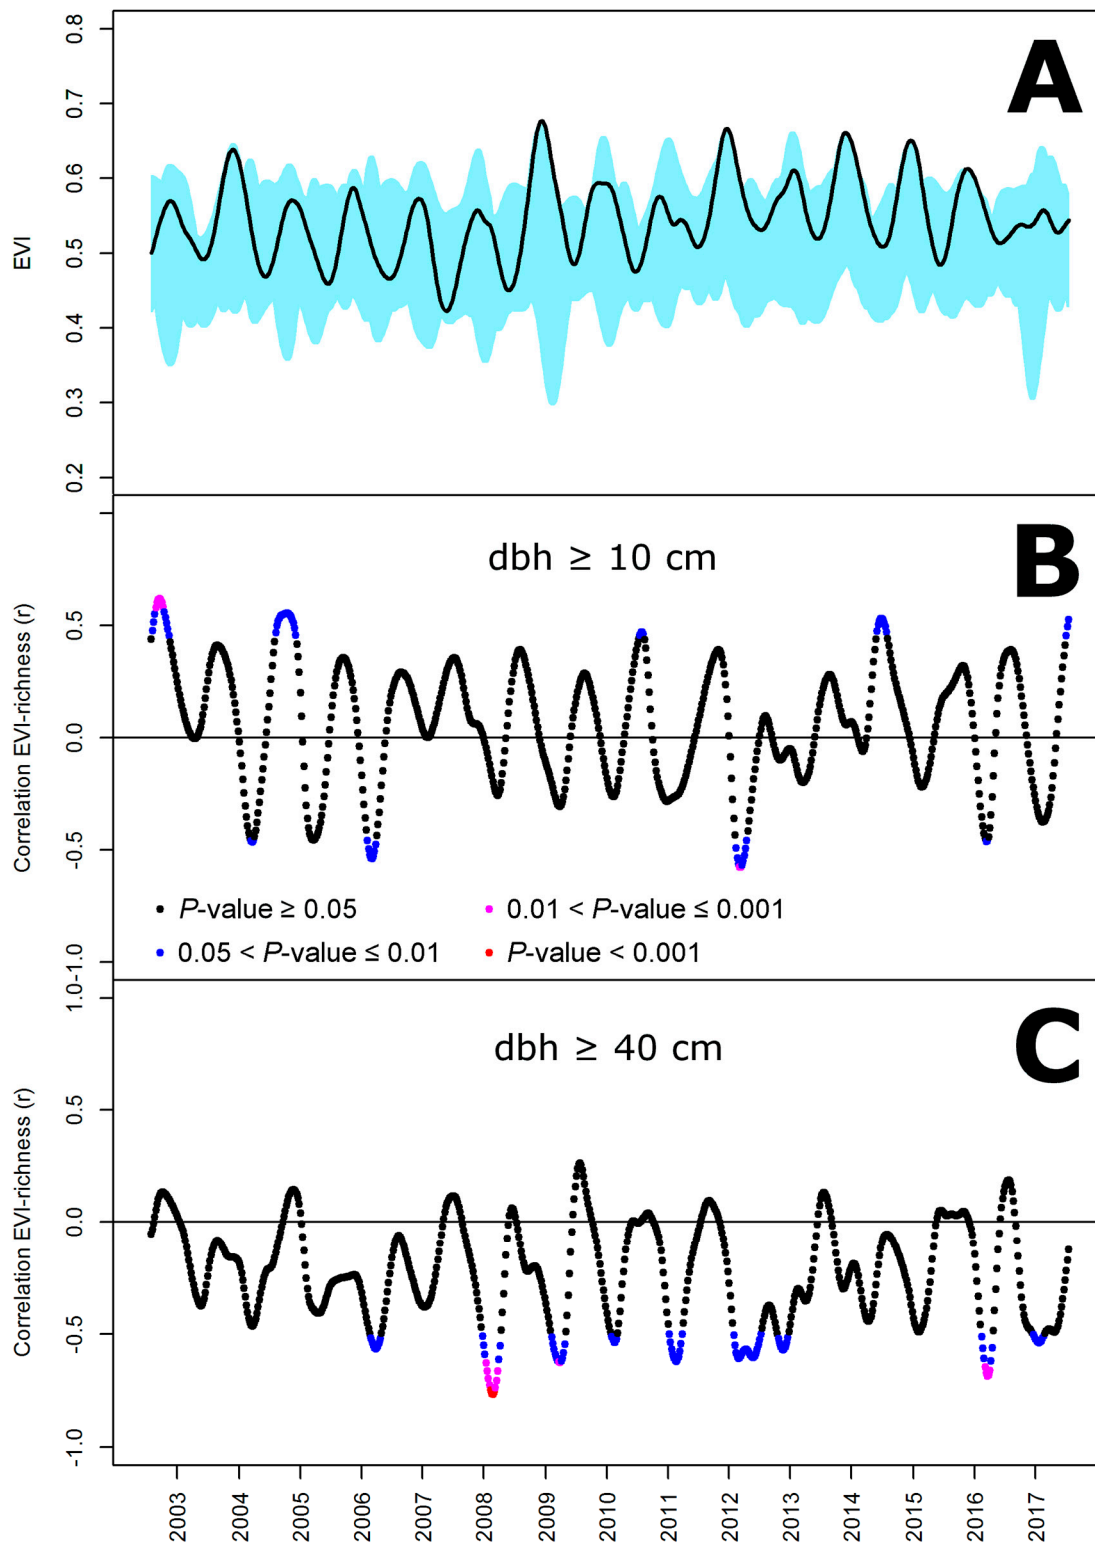 A
EVI
0.8
0.7
0.6
0.5
0.4
0.3
0.2
B
dbh ≥ 10 cm
Correlation EVI-richness (r)
0.5
0.0
-0.5
-1.0
P-value ≥ 0.05
0.01 < P-value ≤ 0.001
0.05 < P-value ≤ 0.01
P-value < 0.001
C
dbh ≥ 40 cm
Correlation EVI-richness (r)
1.0
0.5
0.0
-0.5
-1.0
2003 2004 2005 2006 2007 2008 2009 2010 2011 2012 2013 2014 2015 2016 2017